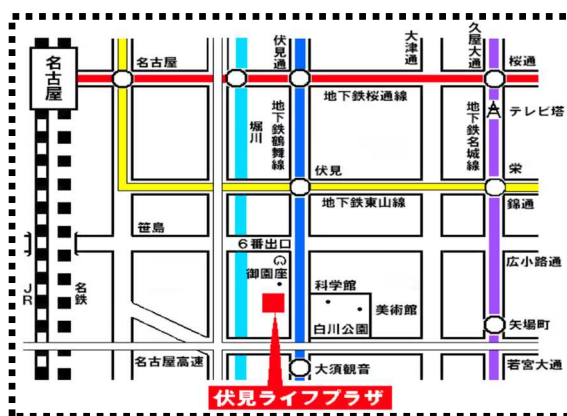 伏見通
大津通
久屋大通
名古屋
名古屋
桜通
地下鉄桜通線
地下鉄鶴舞線
堀川
地下鉄名城線
テレビ塔
伏見
栄
地下鉄東山線
錦通
笹島
6番出口
広小路通
御園座
科学館
JR
名鉄
美術館
白川公園
矢場町
名古屋高速
大須観音
若宮大通
伏見ライフプラザ